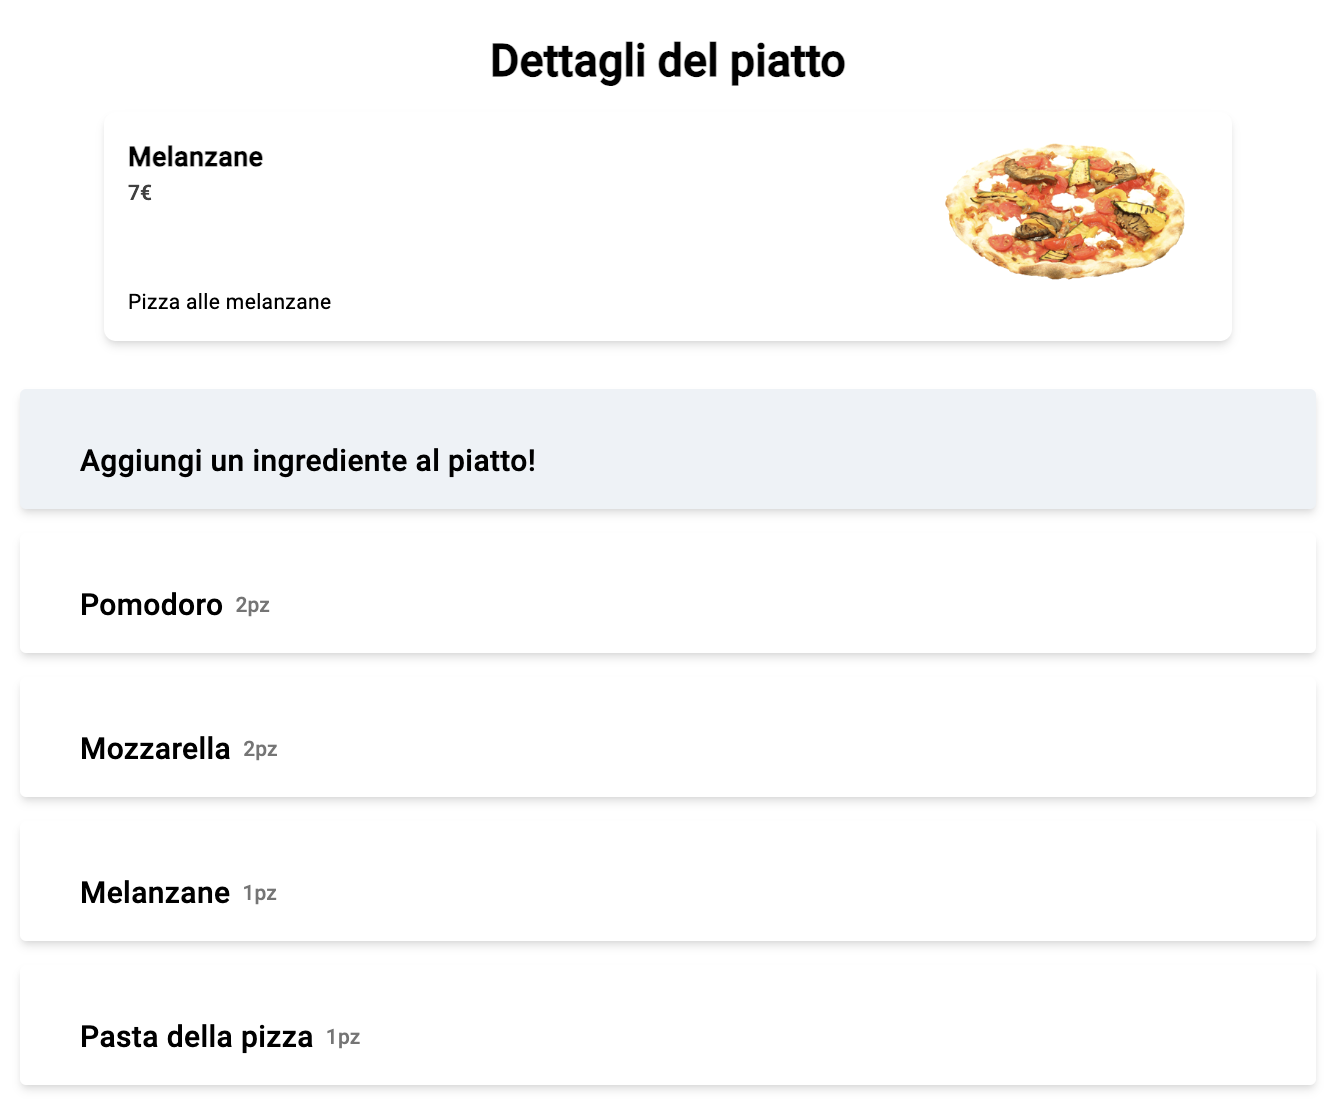 Dettagli del piatto
Melanzane
7€
Pizza alle melanzane
Aggiungi un ingrediente al piatto!
Pomodoro 2pz
Mozzarella 2pz
Melanzane 1pz
Pasta della pizza 1pz